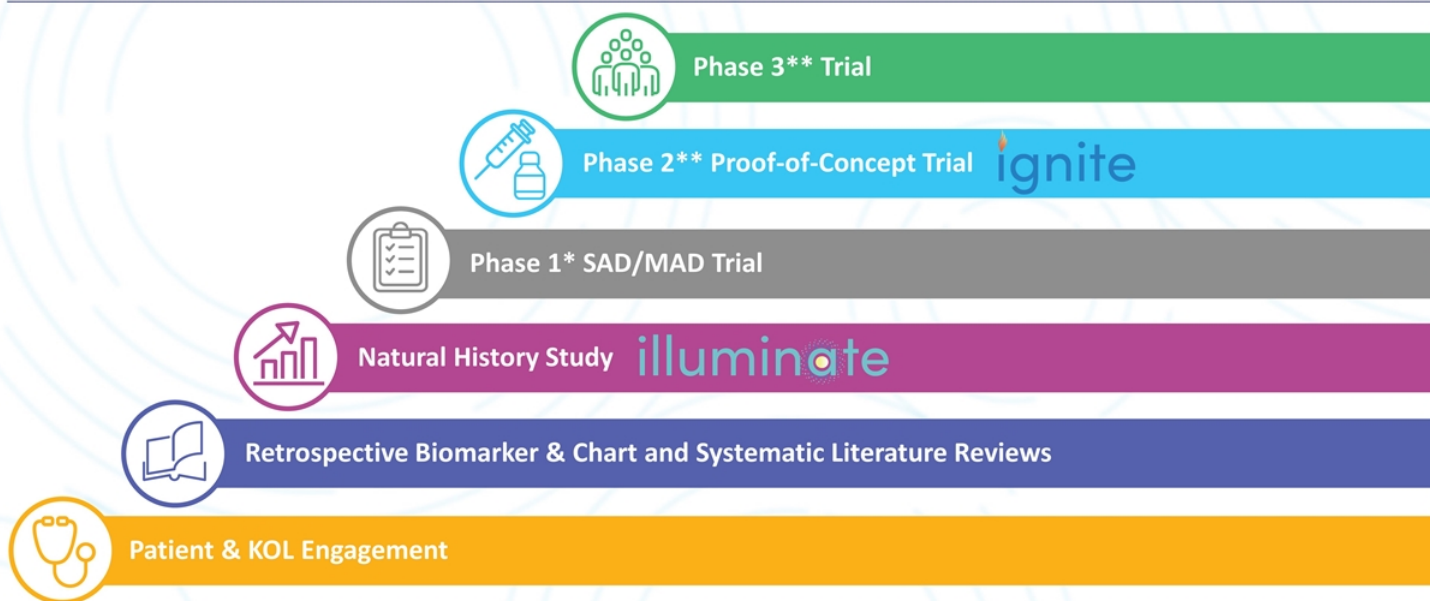 Phase 3** Trial
Phase 2** Proof-of-Concept Trial ignite
Phase 1* SAD/MAD Trial
Natural History Study illuminate
Retrospective Biomarker & Chart and Systematic Literature Reviews
Patient & KOL Engagement